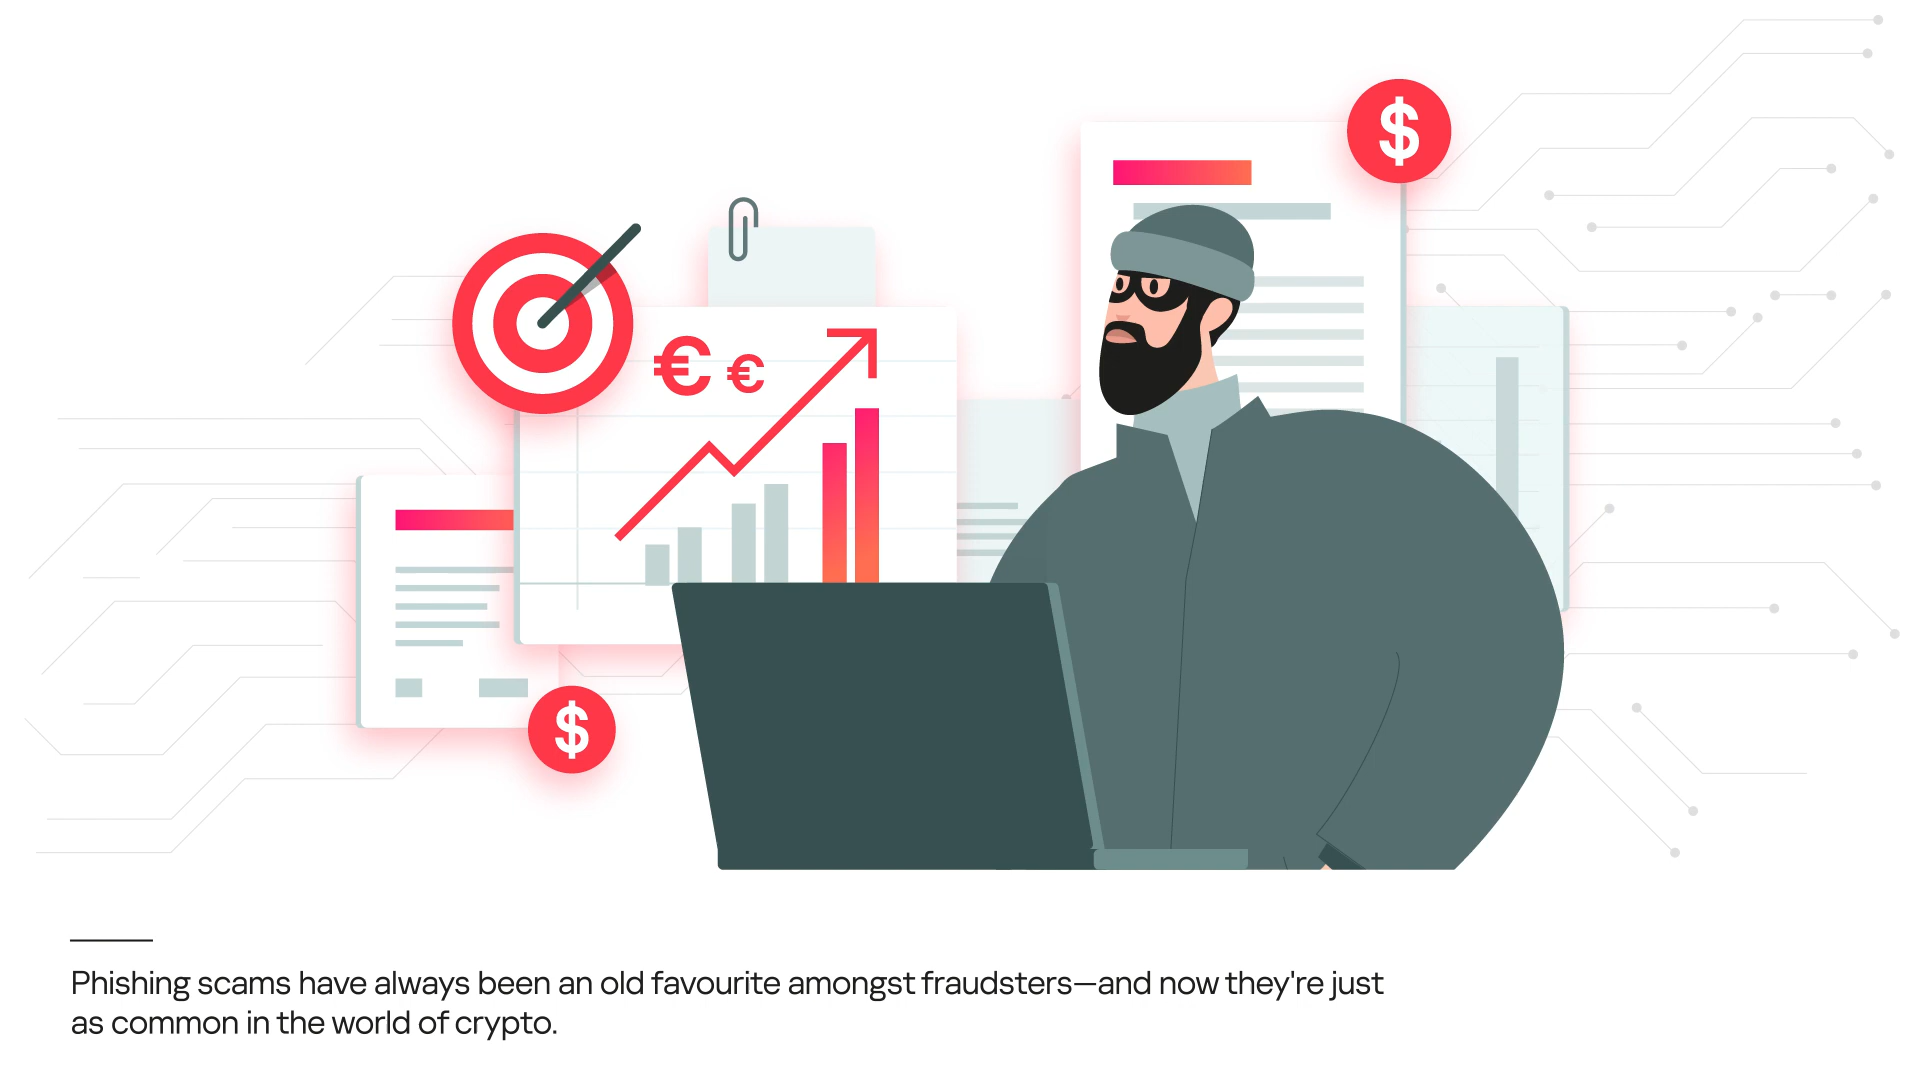 $
€ €
$
Phishing scams have always been an old favourite amongst fraudsters—and now they're just
as common in the world of crypto.